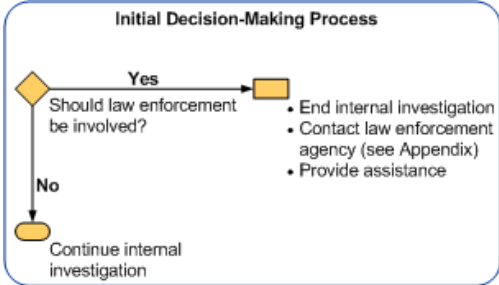 Initial Decision-Making Process
Yes
Should law enforcement
be involved?
• End internal investigation
• Contact law enforcement
agency (see Appendix)
• Provide assistance
No
Continue internal
investigation